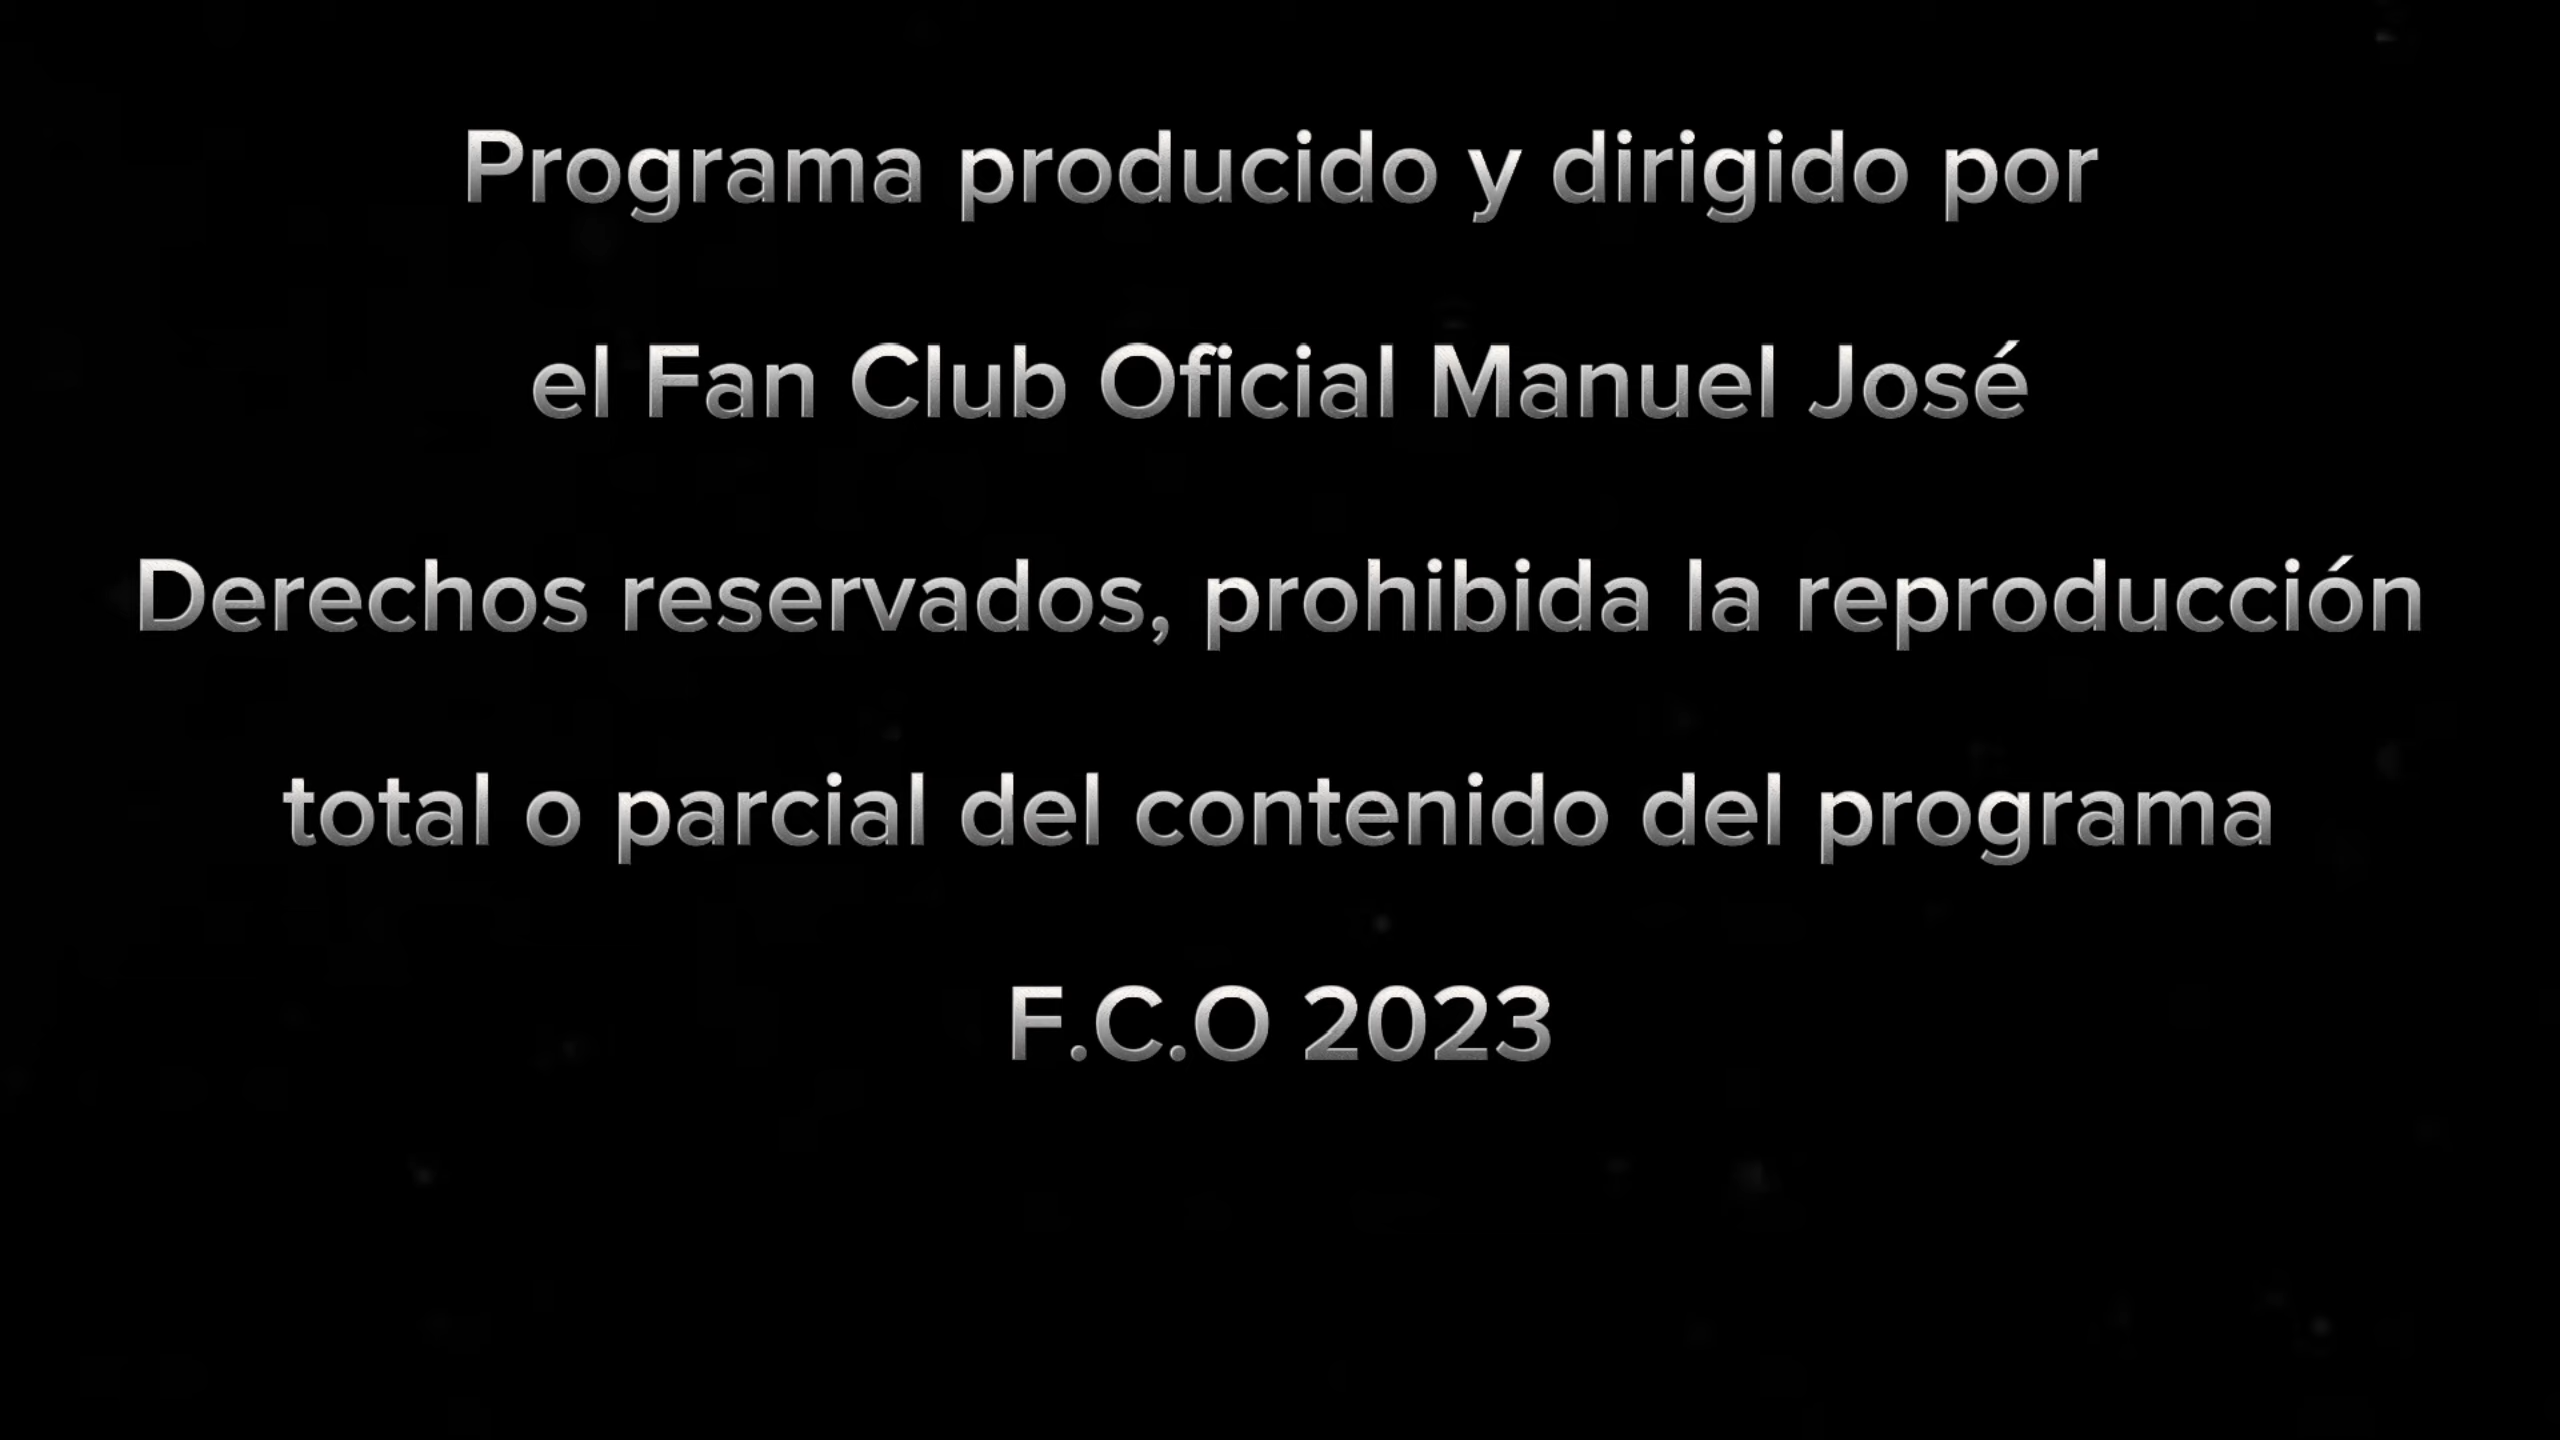 Programa producido y dirigido por
el Fan Club Oficial Manuel José
Derechos reservados, prohibida la reproducción
total o parcial del contenido del programa
F.C.O 2023